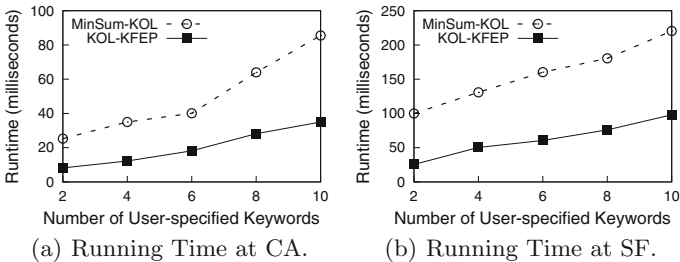 Runtime (milliseconds)
100
80
60
40
20
0
MinSum-KOL
KOL-KFEP
2 4 6 8 10
Number of User-specified Keywords
(a) Running Time at CA.
Runtime (milliseconds)
250
200
150
100
50
0
MinSum-KOL
KOL-KFEP
2 4 6 8 10
Number of User-specified Keywords
(b) Running Time at SF.